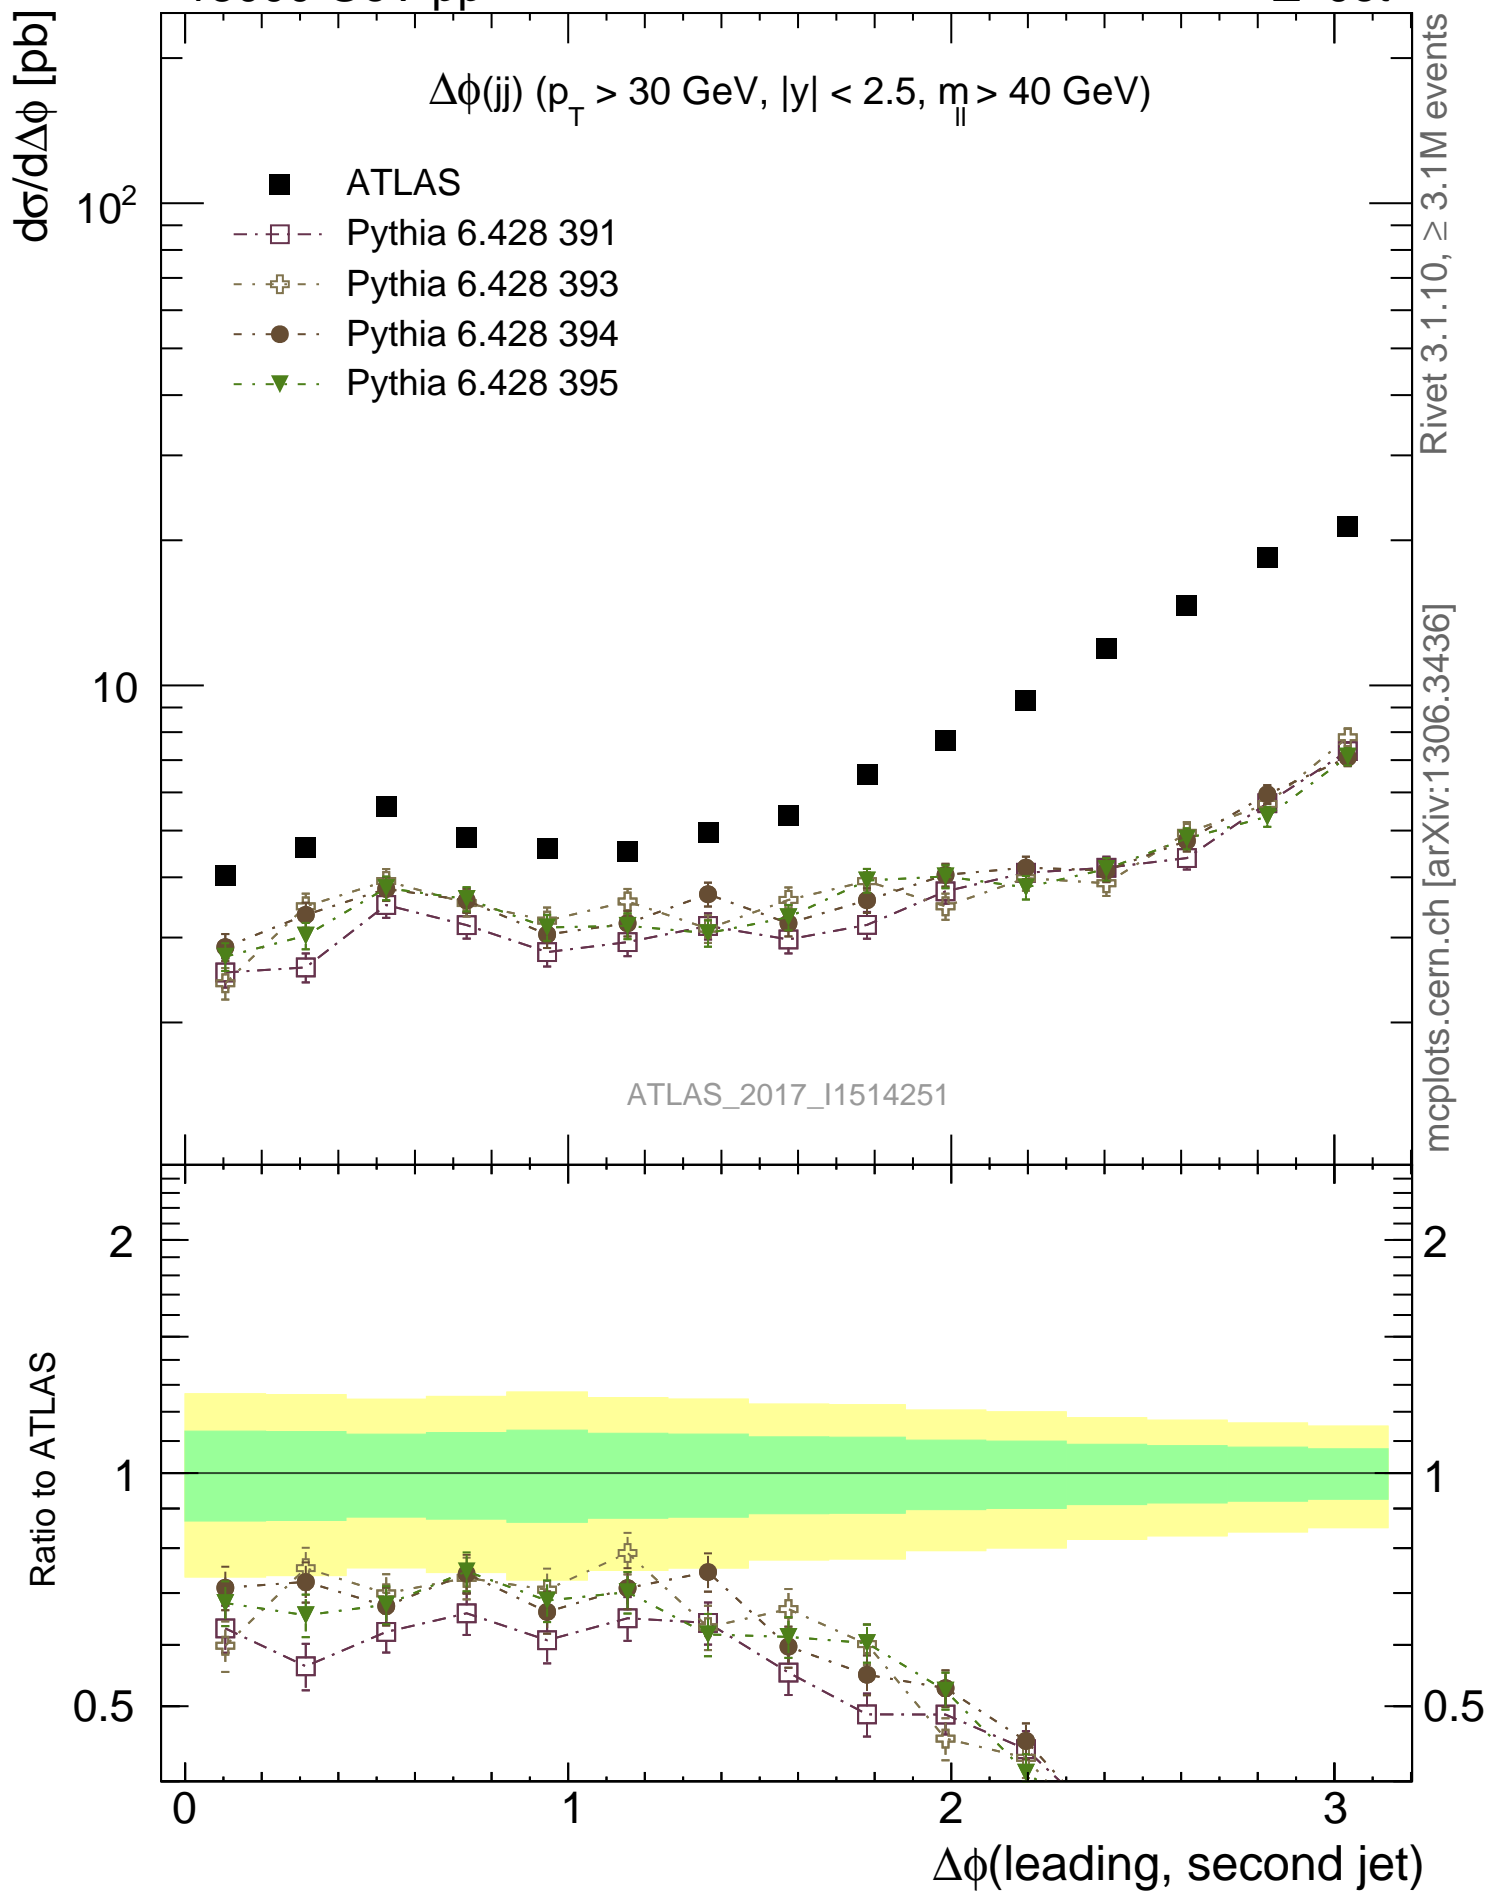 dσ/dΔϕ [pb]
Δϕ(jj) (p_T > 30 GeV, |y| < 2.5, m_ll > 40 GeV)
ATLAS
Pythia 6.428 391
Pythia 6.428 393
Pythia 6.428 394
Pythia 6.428 395
10²
10
ATLAS_2017_I1514251
Rivet 3.1.10, ≥ 3.1M events
mcplots.cern.ch [arXiv:1306.3436]
Ratio to ATLAS
2
1
0.5
2
1
0.5
0 1 2 3
Δϕ(leading, second jet)